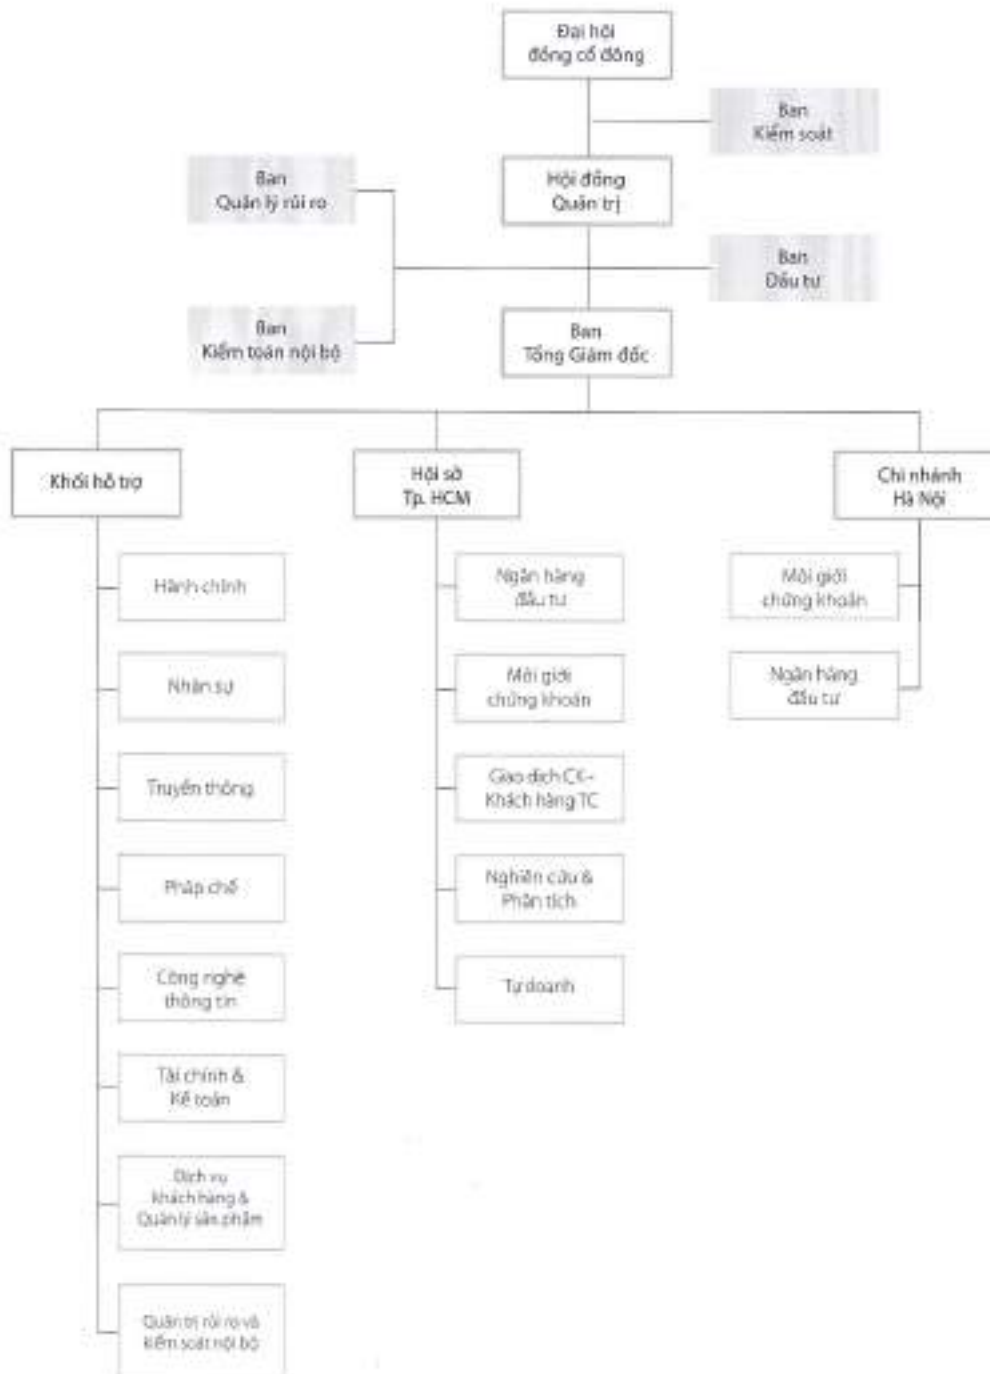 Đại hội
đồng cổ đông
Ban
Kiểm soát
Ban
Quản lý rủi ro
Hội đồng
Quản trị
Ban
Đầu tư
Ban
Kiểm toán nội bộ
Ban
Tổng Giám đốc
Khối hỗ trợ
Hội sở
Tp. HCM
Chi nhánh
Hà Nội
Hành chính
Nhân sự
Truyền thông
Pháp chế
Công nghệ
thông tin
Tài chính &
Kế toán
Dịch vụ
khách hàng &
Quản lý sản phẩm
Quản trị rủi ro và
kiểm soát nội bộ
Ngân hàng
đầu tư
Môi giới
chứng khoán
Giao dịch CK–
Khách hàng TC
Nghiên cứu &
Phân tích
Tự doanh
Môi giới
chứng khoán
Ngân hàng
đầu tư